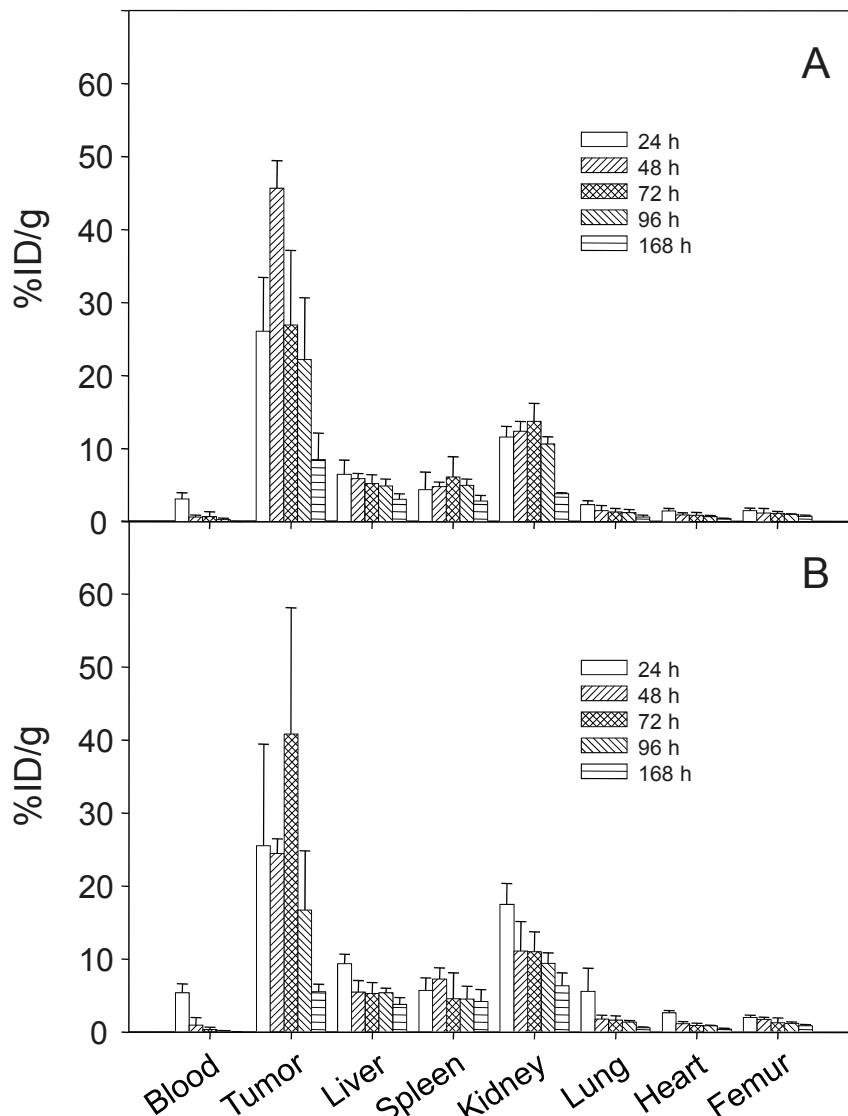 A
60
50
40
30
20
10
0
%ID/g
24 h
48 h
72 h
96 h
168 h
B
60
50
40
30
20
10
0
%ID/g
24 h
48 h
72 h
96 h
168 h
Blood
Tumor
Liver
Spleen
Kidney
Lung
Heart
Femur